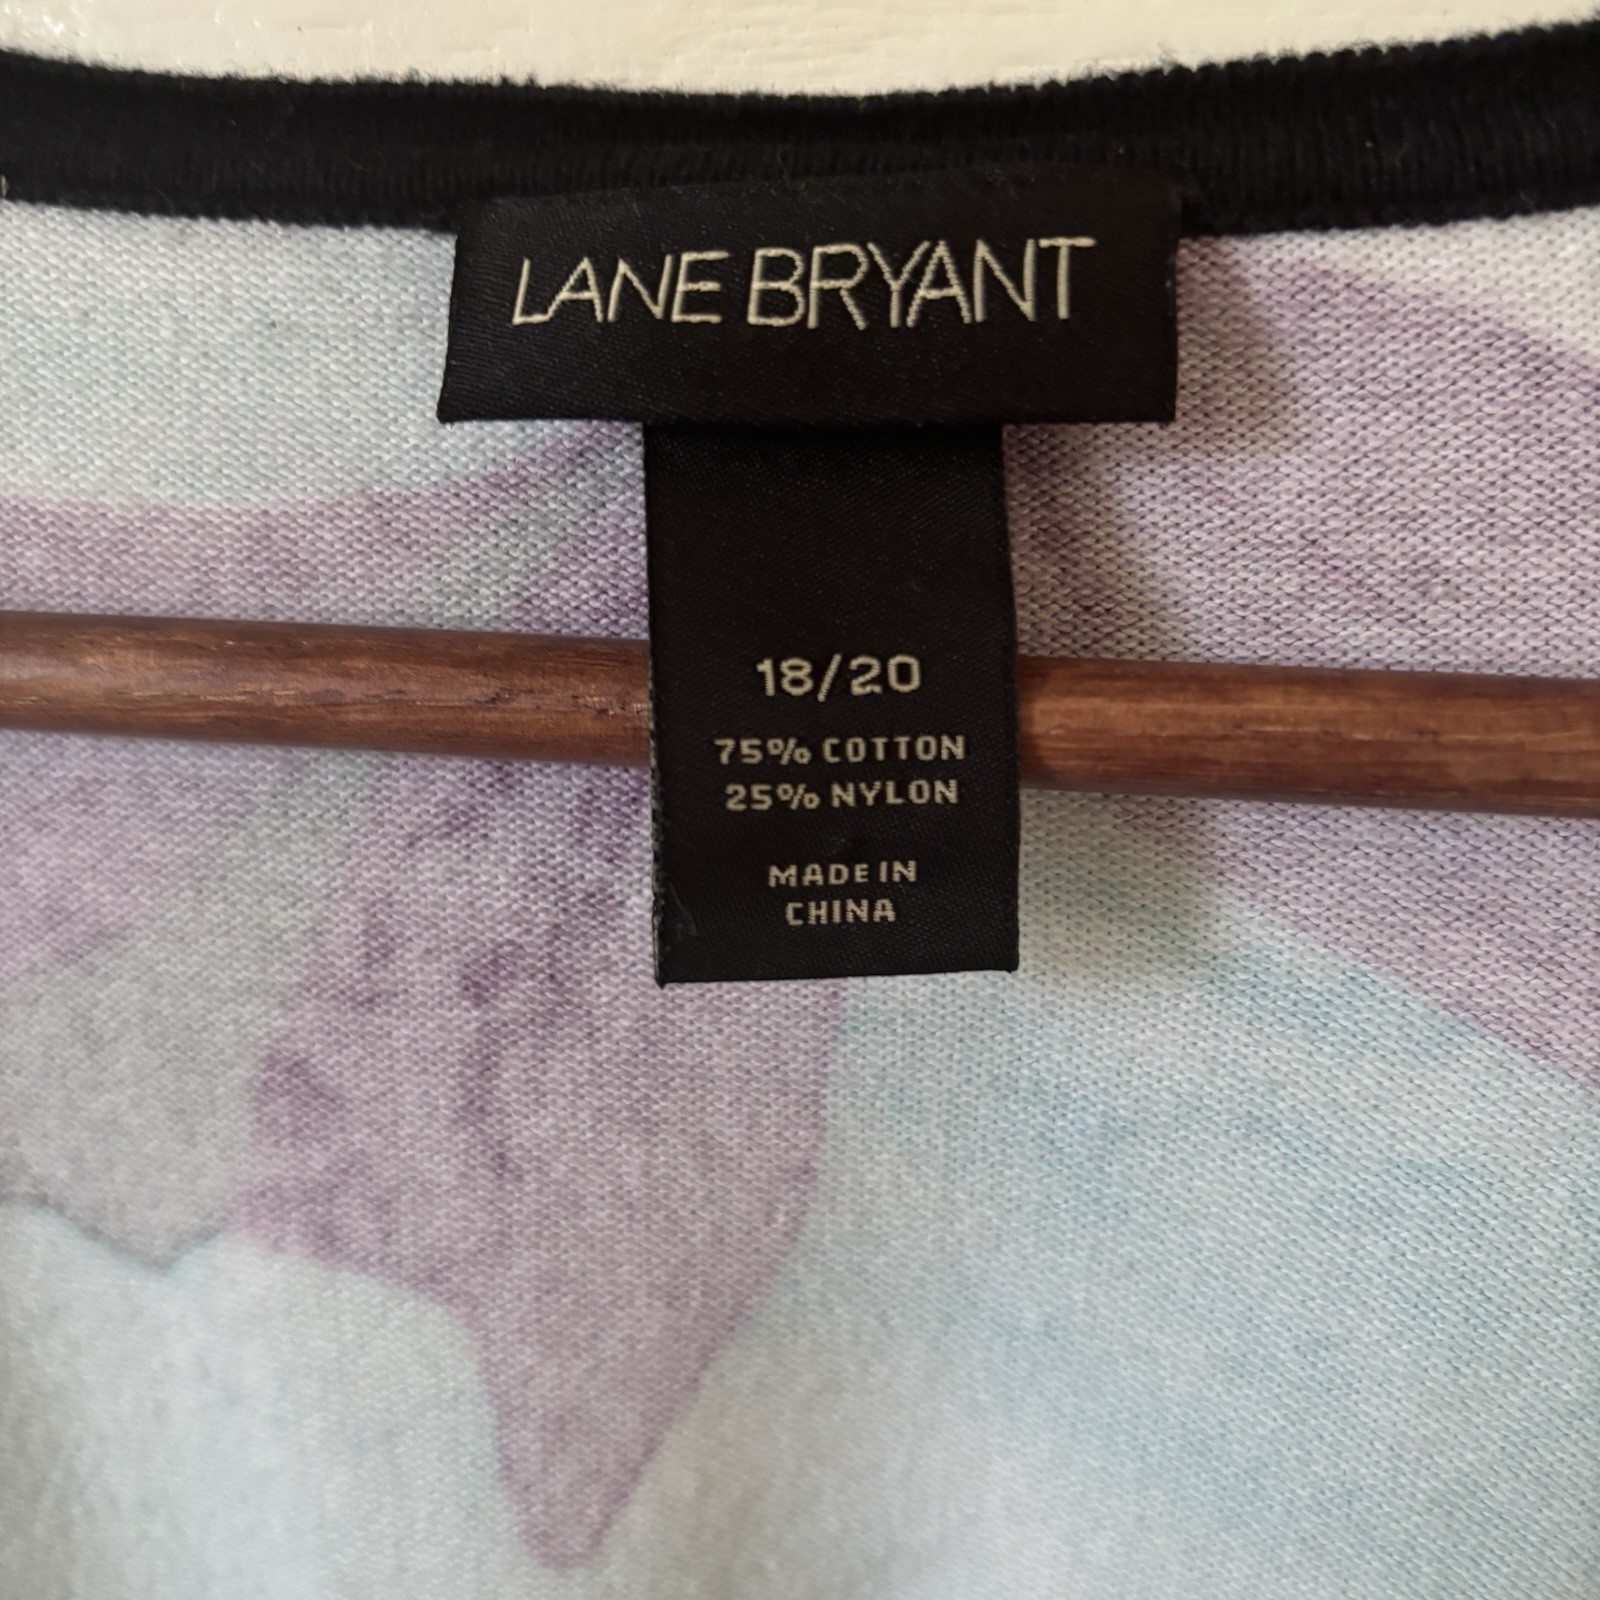 LANE BRYANT
18/20
75% COTTON
25% NYLON
MADE IN
CHINA